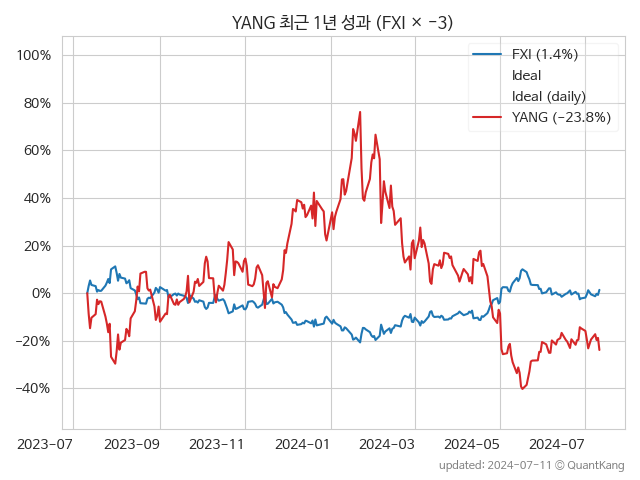 YANG 최근 1년 성과 (FXI × −3)
100%
80%
60%
40%
20%
0%
−20%
−40%
FXI (1.4%)
Ideal
Ideal (daily)
YANG (−23.8%)
2023-07
2023-09
2023-11
2024-01
2024-03
2024-05
2024-07
updated: 2024-07-11 © QuantKang